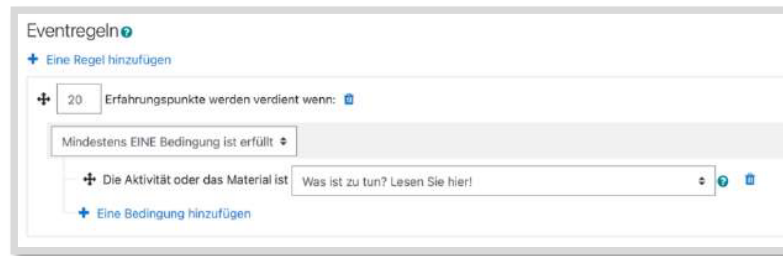 Eventregeln
Eine Regel hinzufügen
20 Erfahrungspunkte werden verdient wenn:
Mindestens EINE Bedingung ist erfüllt
Die Aktivität oder das Material ist Was ist zu tun? Lesen Sie hier!
Eine Bedingung hinzufügen